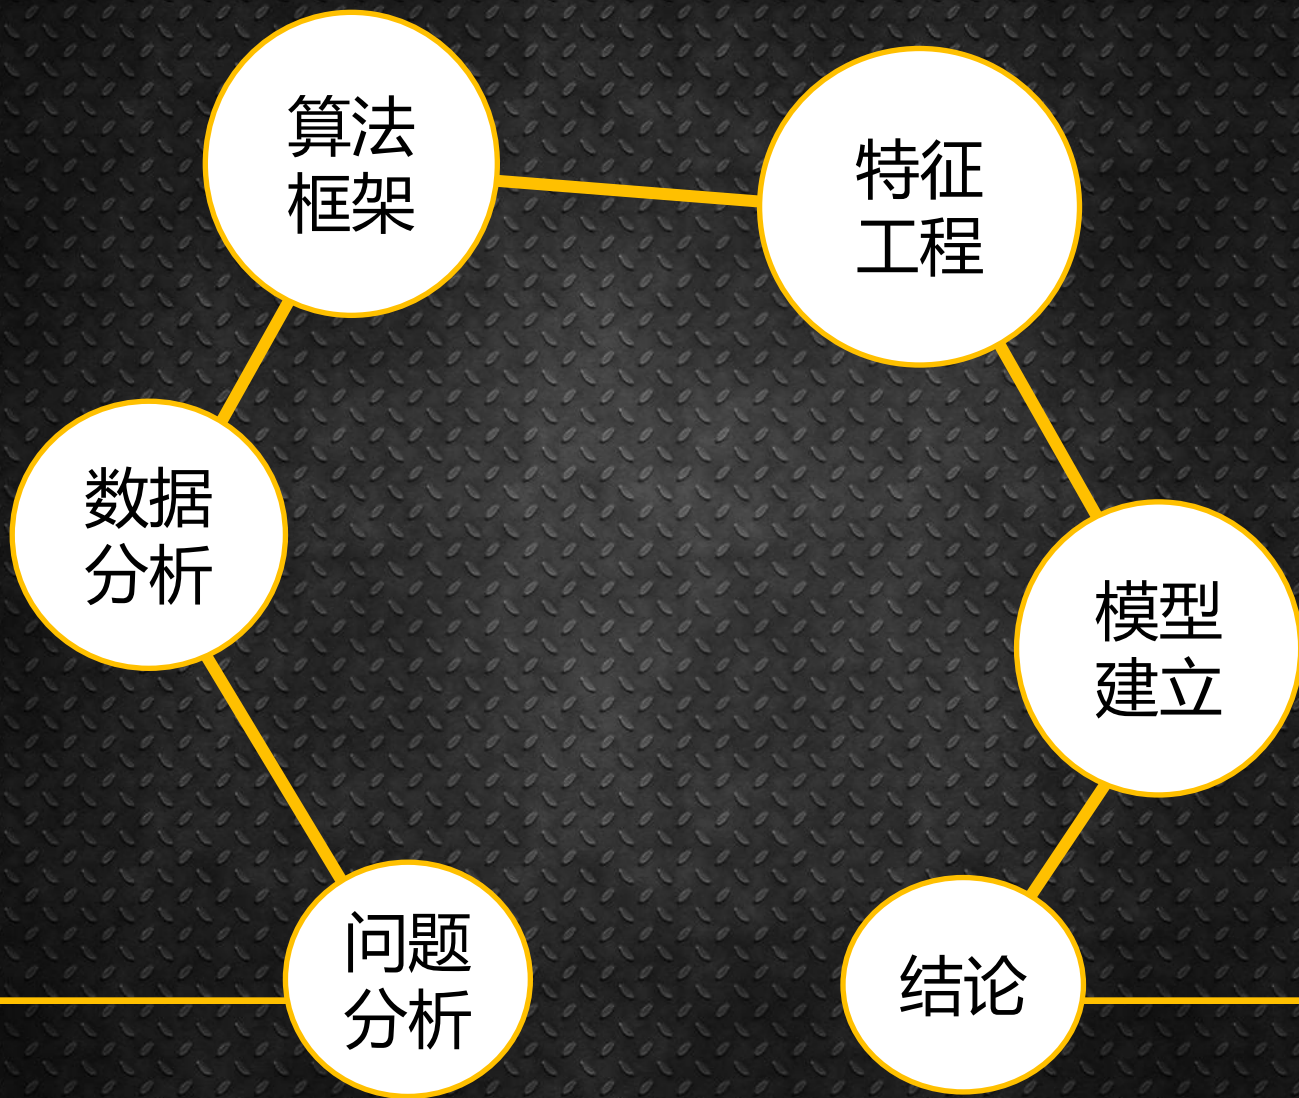 算法
框架
特征
工程
数据
分析
模型
建立
问题
分析
结论